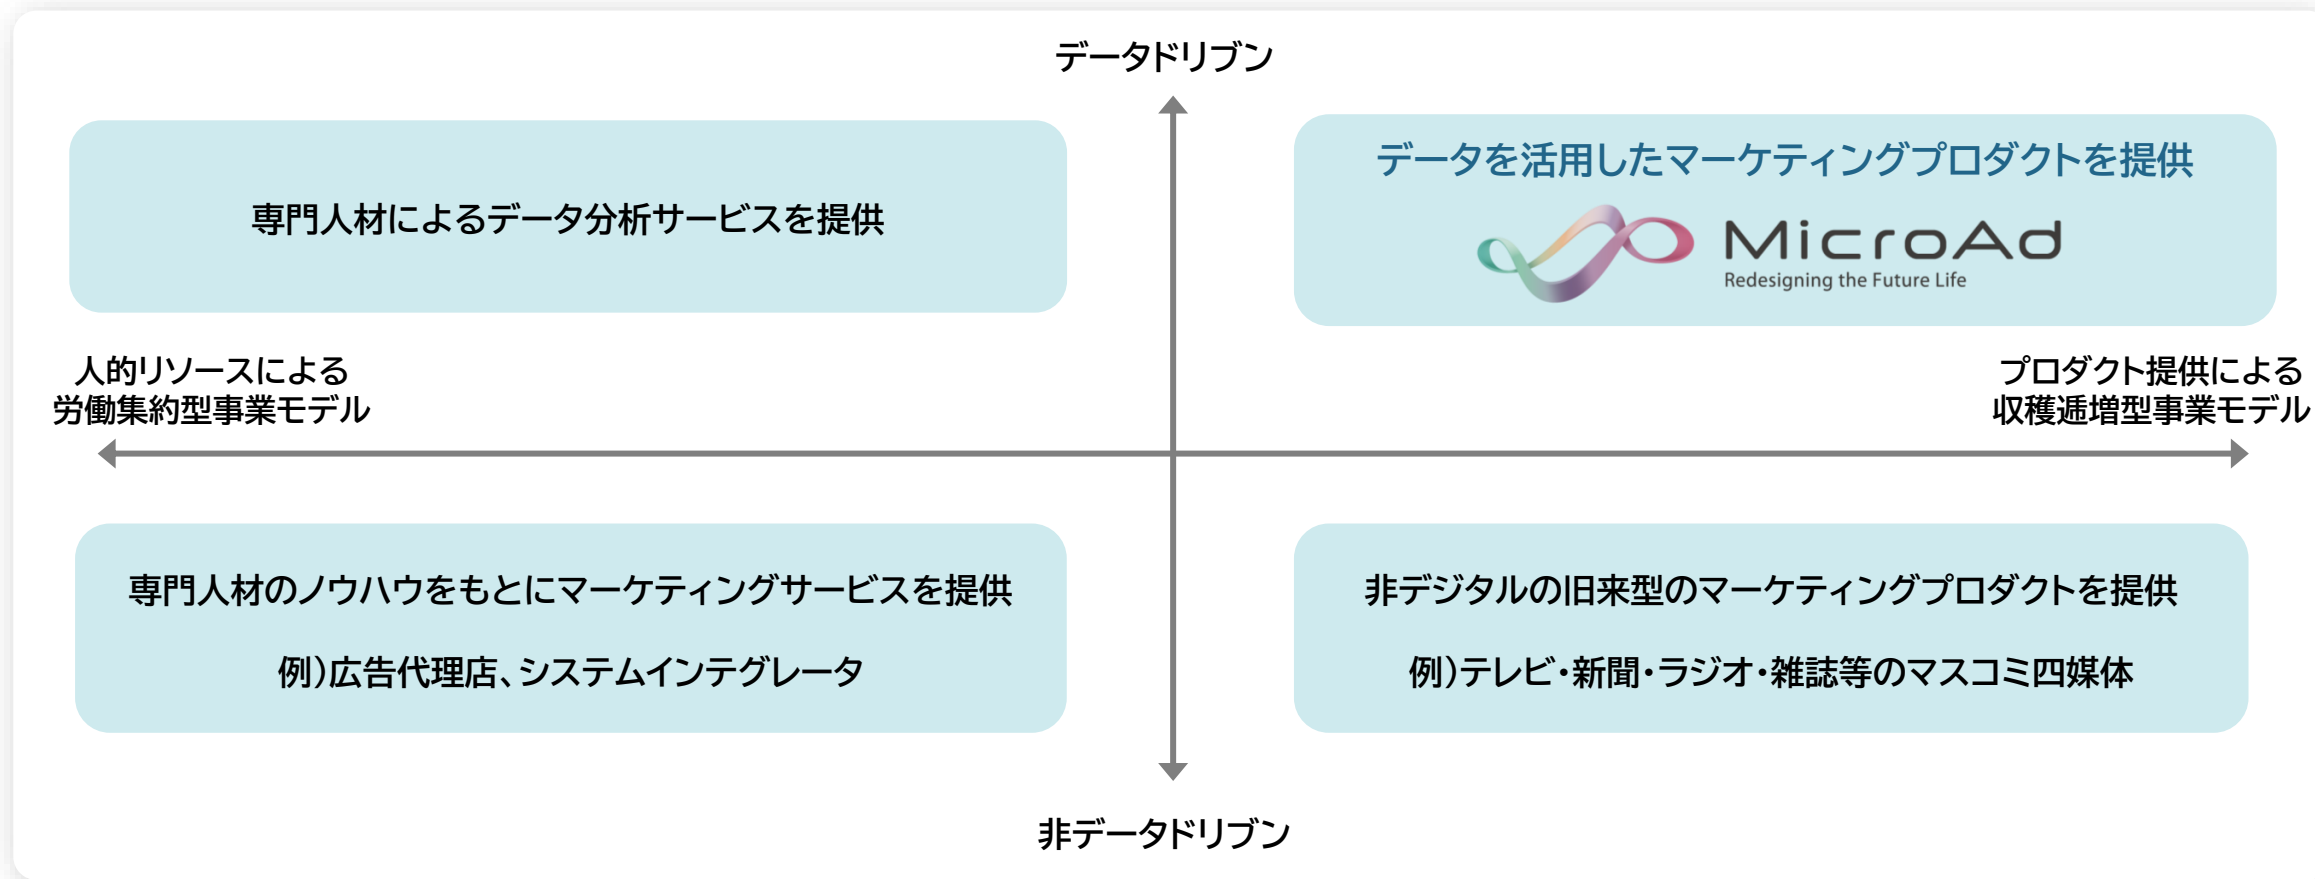 データドリブン
専門人材によるデータ分析サービスを提供
データを活用したマーケティングプロダクトを提供
MicroAd
Redesigning the Future Life
人的リソースによる
労働集約型事業モデル
プロダクト提供による
収穫逓増型事業モデル
専門人材のノウハウをもとにマーケティングサービスを提供
例)広告代理店、システムインテグレータ
非デジタルの旧来型のマーケティングプロダクトを提供
例)テレビ・新聞・ラジオ・雑誌等のマスコミ四媒体
非データドリブン